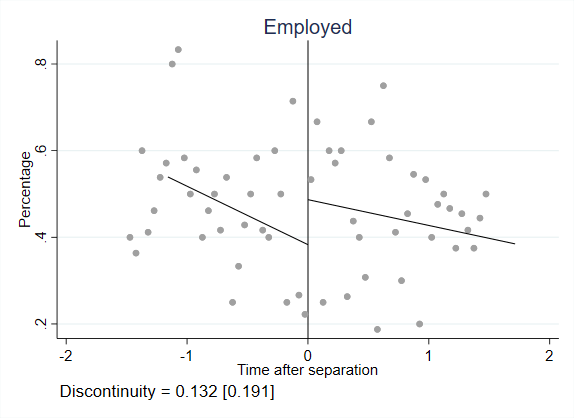 Employed
Percentage
.8
.6
.4
.2
-2 -1 0 1 2
Time after separation
Discontinuity = 0.132 [0.191]